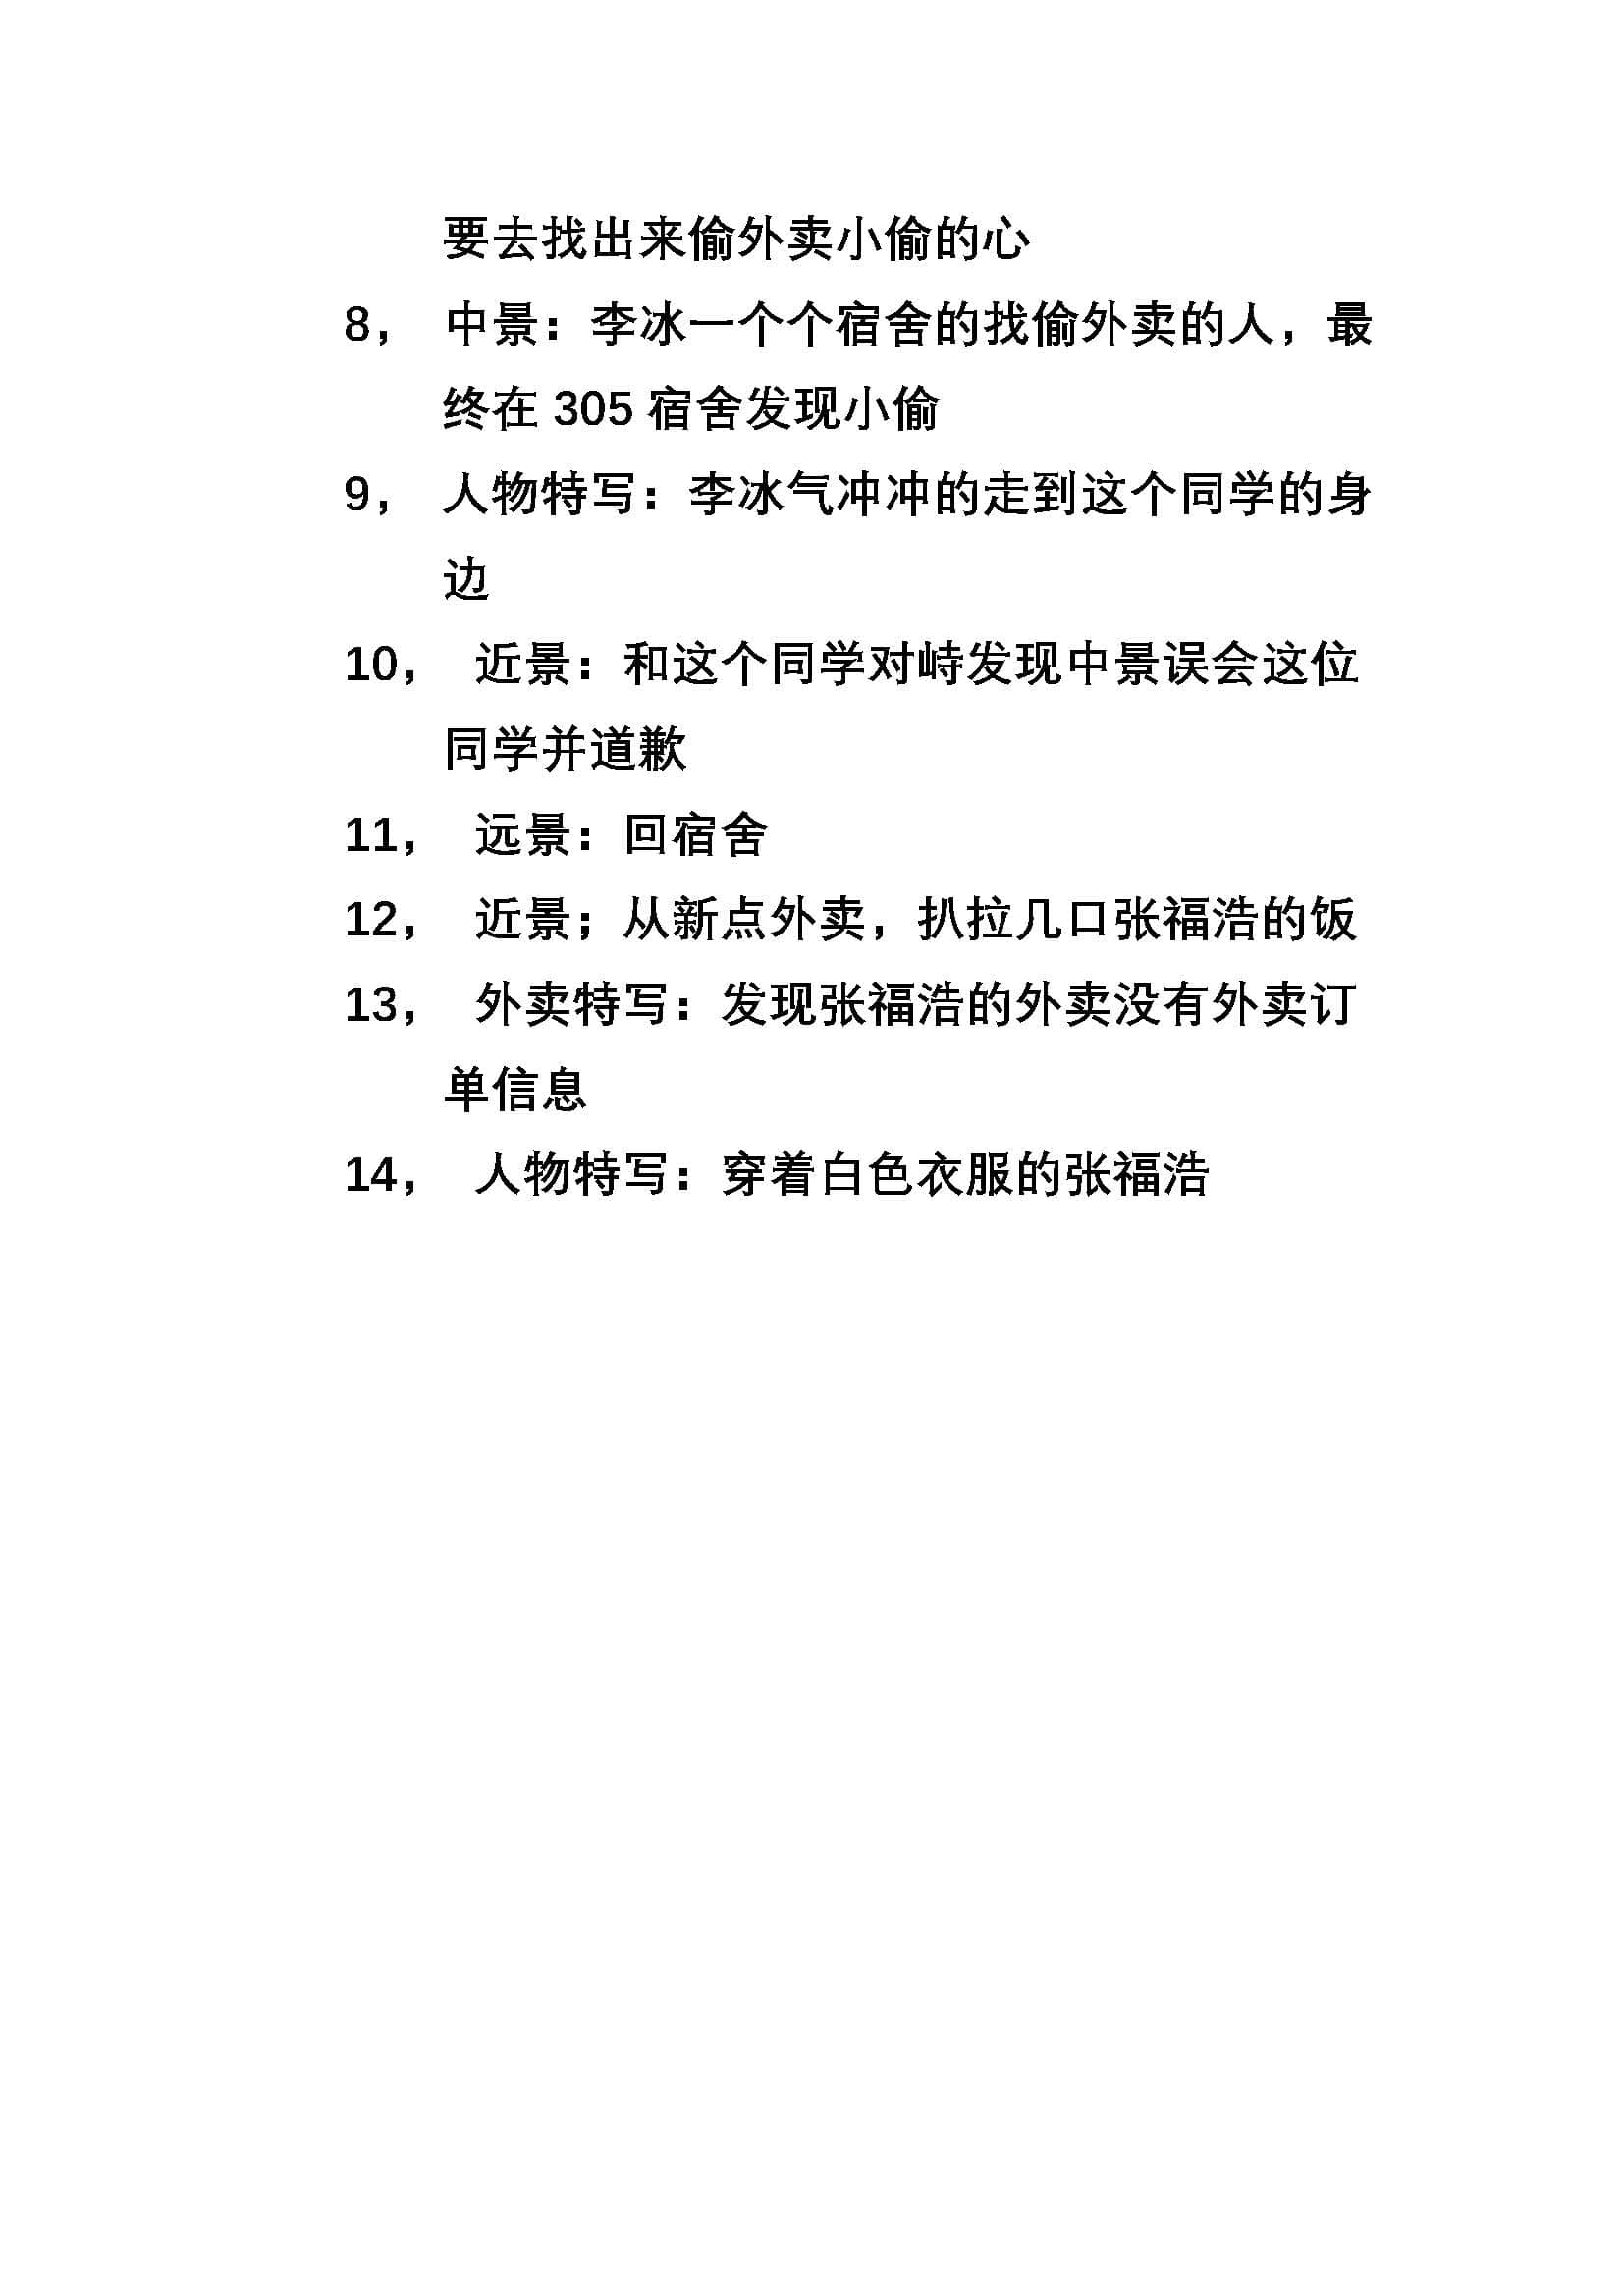 要去找出来偷外卖小偷的心
8， 中景：李冰一个个宿舍的找偷外卖的人，最
终在 305 宿舍发现小偷
9， 人物特写：李冰气冲冲的走到这个同学的身
边
10， 近景：和这个同学对峙发现中景误会这位
同学并道歉
11， 远景：回宿舍
12， 近景；从新点外卖，扒拉几口张福浩的饭
13， 外卖特写：发现张福浩的外卖没有外卖订
单信息
14， 人物特写：穿着白色衣服的张福浩